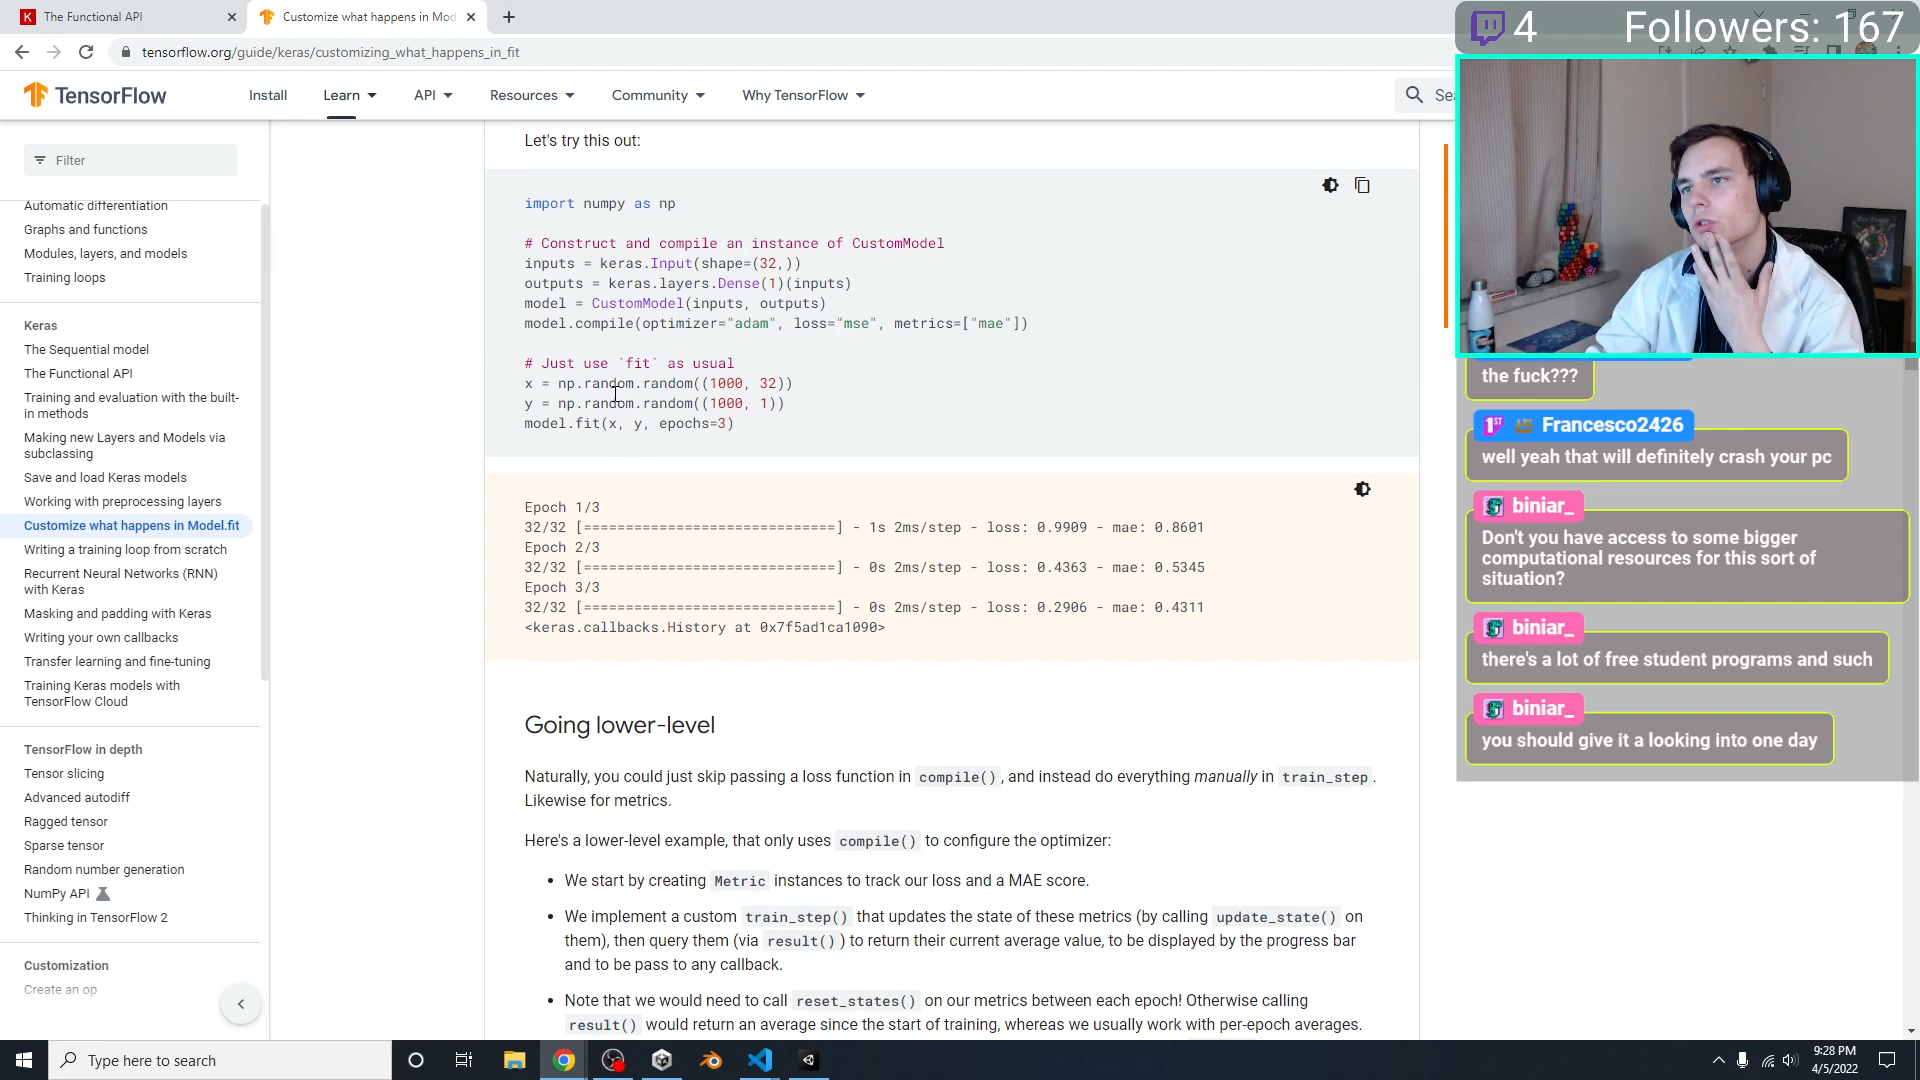 The Functional API
Customize what happens in Mod
4
Followers: 167
tensorflow.org/guide/keras/customizing_what_happens_in_fit
TensorFlow
Install
Learn
API
Resources
Community
Why TensorFlow
Filter
Automatic differentiation
Graphs and functions
Modules, layers, and models
Training loops
Keras
The Sequential model
The Functional API
Training and evaluation with the built-
in methods
Making new Layers and Models via
subclassing
Save and load Keras models
Working with preprocessing layers
Customize what happens in Model.fit
Writing a training loop from scratch
Recurrent Neural Networks (RNN)
with Keras
Masking and padding with Keras
Writing your own callbacks
Transfer learning and fine-tuning
Training Keras models with
TensorFlow Cloud
TensorFlow in depth
Tensor slicing
Advanced autodiff
Ragged tensor
Sparse tensor
Random number generation
NumPy API
Thinking in TensorFlow 2
Customization
Create an op
Let's try this out:
import numpy as np
# Construct and compile an instance of CustomModel
inputs = keras.Input(shape=(32,))
outputs = keras.layers.Dense(1)(inputs)
model = CustomModel(inputs, outputs)
model.compile(optimizer="adam", loss="mse", metrics=["mae"])
# Just use `fit` as usual
x = np.random.random((1000, 32))
y = np.random.random((1000, 1))
model.fit(x, y, epochs=3)
Epoch 1/3
32/32 [==============================] - 1s 2ms/step - loss: 0.9909 - mae: 0.8601
Epoch 2/3
32/32 [==============================] - 0s 2ms/step - loss: 0.4363 - mae: 0.5345
Epoch 3/3
32/32 [==============================] - 0s 2ms/step - loss: 0.2906 - mae: 0.4311
<keras.callbacks.History at 0x7f5ad1ca1090>
Going lower-level
Naturally, you could just skip passing a loss function in compile(), and instead do everything manually in train_step.
Likewise for metrics.
Here's a lower-level example, that only uses compile() to configure the optimizer:
• We start by creating Metric instances to track our loss and a MAE score.
• We implement a custom train_step() that updates the state of these metrics (by calling update_state() on
them), then query them (via result()) to return their current average value, to be displayed by the progress bar
and to be pass to any callback.
• Note that we would need to call reset_states() on our metrics between each epoch! Otherwise calling
result() would return an average since the start of training, whereas we usually work with per-epoch averages.
the fuck???
1ST Francesco2426
well yeah that will definitely crash your pc
biniar_
Don't you have access to some bigger
computational resources for this sort of
situation?
biniar_
there's a lot of free student programs and such
biniar_
you should give it a looking into one day
Type here to search
9:28 PM
4/5/2022